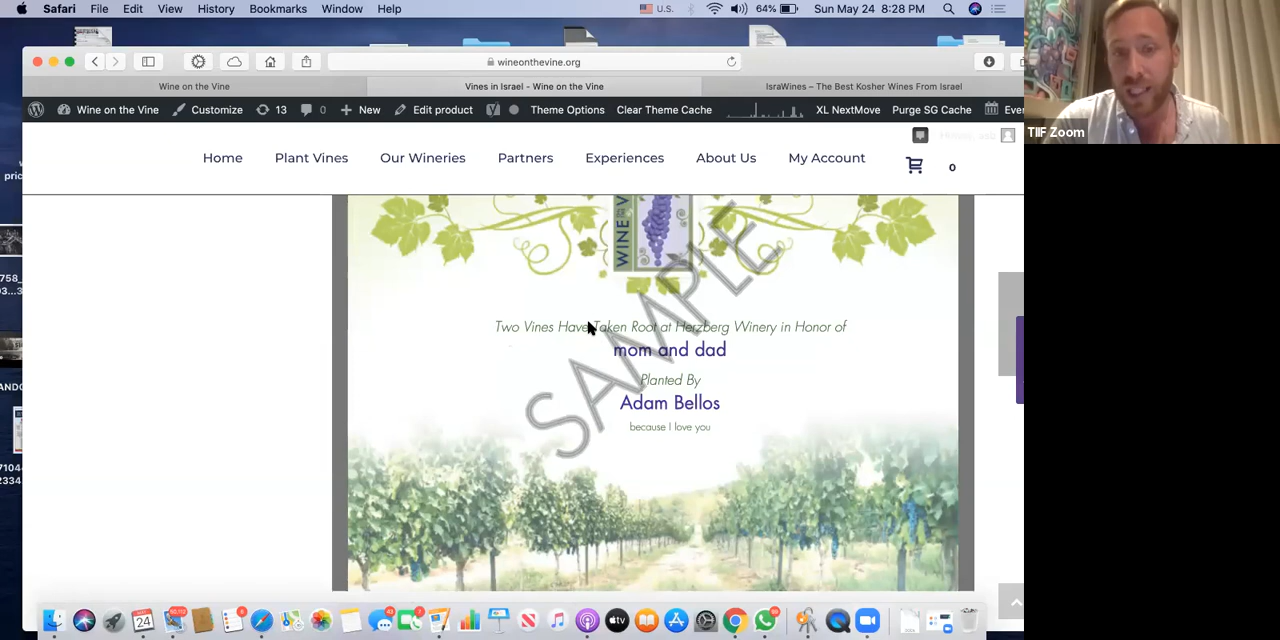 Safari File Edit View History Bookmarks Window Help U.S. 64% Sun May 24 8:28 PM
wineonthevine.org
Wine on the Vine Vines in Israel - Wine on the Vine IsraWines – The Best Kosher Wines From Israel
Wine on the Vine Customize 13 0 New Edit product Theme Options Clear Theme Cache XL NextMove Purge SG Cache
Home Plant Vines Our Wineries Partners Experiences About Us My Account 0
TIIF Zoom
SAMPLE
Two Vines Have Taken Root at Herzberg Winery in Honor of
mom and dad
Planted By
Adam Bellos
because I love you